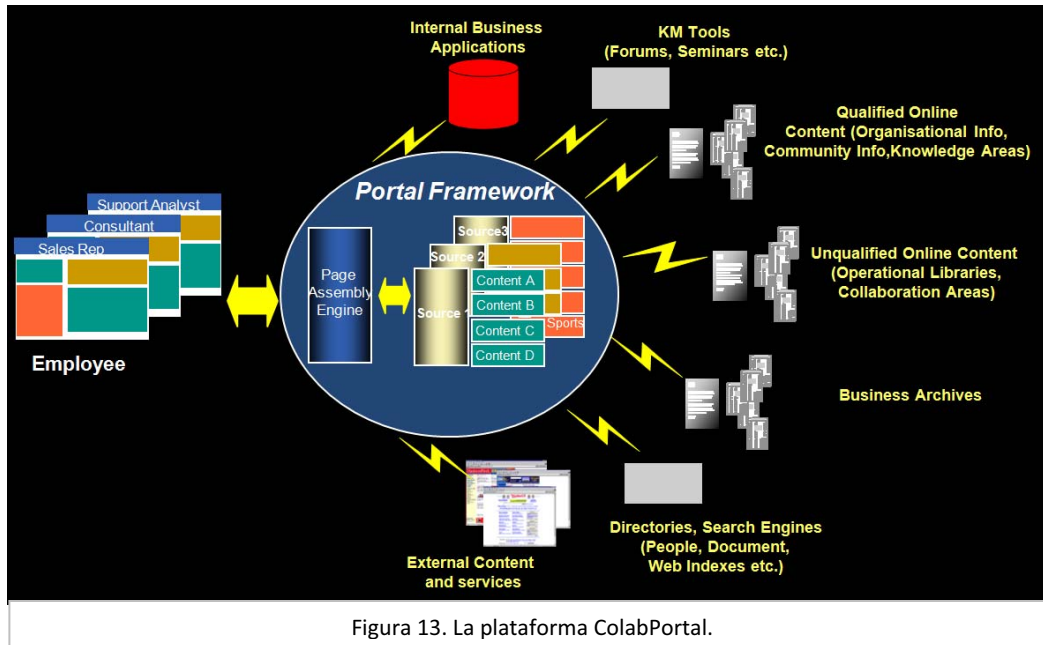 Internal Business
Applications
KM Tools
(Forums, Seminars etc.)
Qualified Online
Content (Organisational Info,
Community Info,Knowledge Areas)
Portal Framework
Support Analyst
Consultant
Sales Rep
Employee
Page
Assembly
Engine
Source3
Source 2
Source 1
Content A
Content B
Content C
Content D
Sports
Unqualified Online Content
(Operational Libraries,
Collaboration Areas)
Business Archives
Directories, Search Engines
(People, Document,
Web Indexes etc.)
External Content
and services
Figura 13. La plataforma ColabPortal.